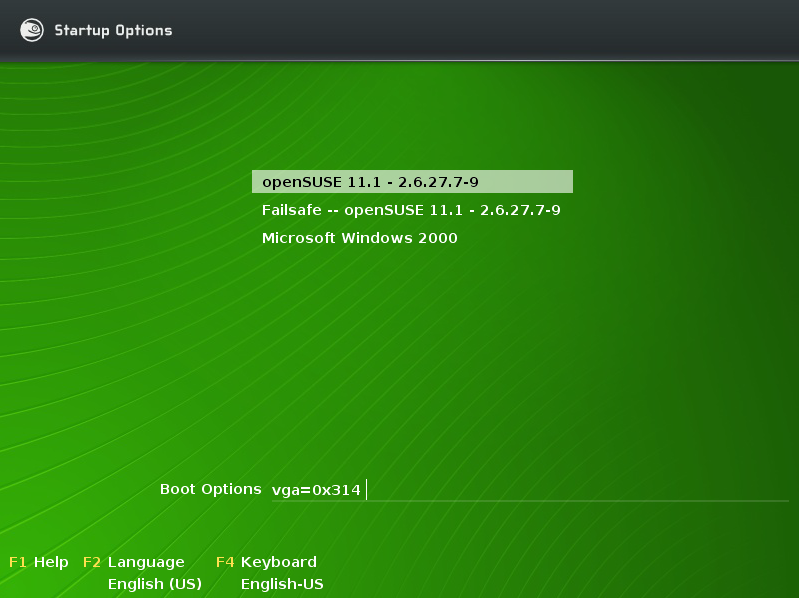 Startup Options
openSUSE 11.1 - 2.6.27.7-9
Failsafe -- openSUSE 11.1 - 2.6.27.7-9
Microsoft Windows 2000
Boot Options vga=0x314
F1 Help F2 Language F4 Keyboard
English (US) English-US